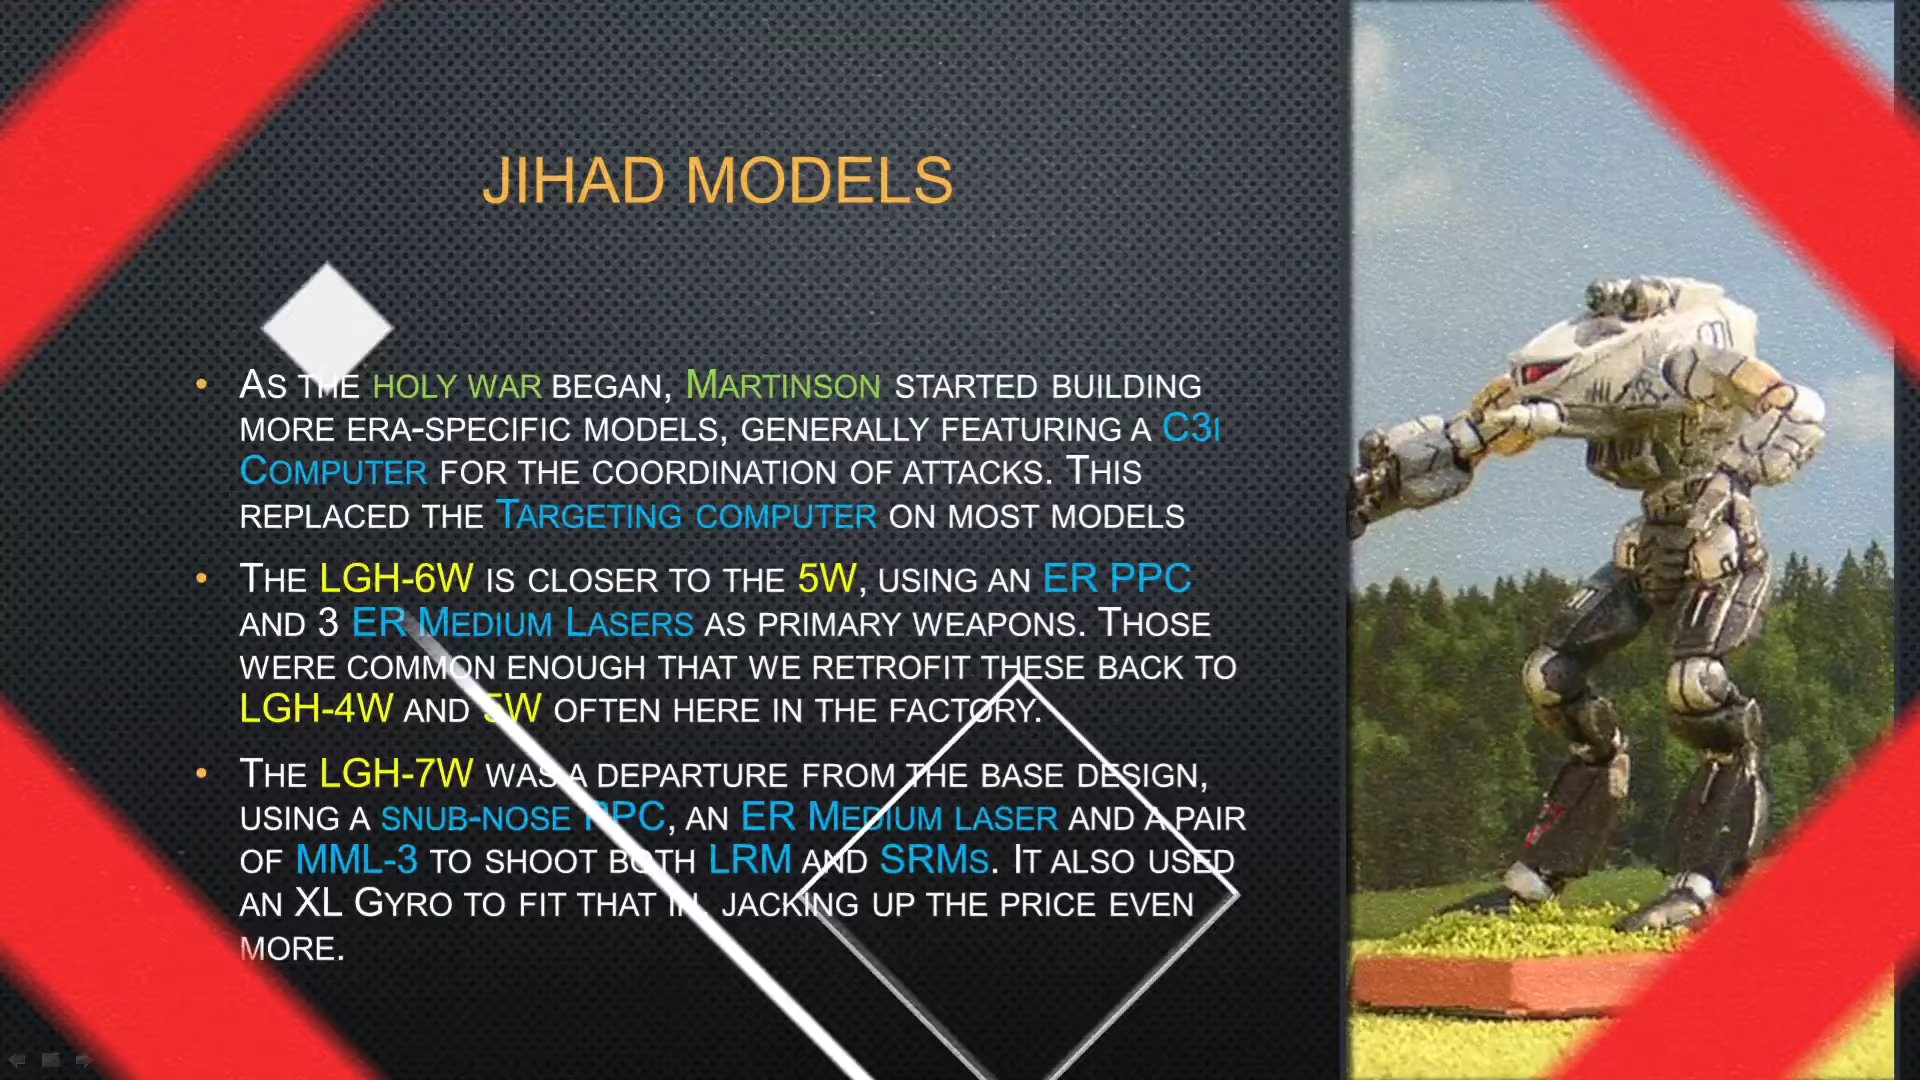 JIHAD MODELS
• AS THE HOLY WAR BEGAN, MARTINSON STARTED BUILDING
MORE ERA-SPECIFIC MODELS, GENERALLY FEATURING A C3I
COMPUTER FOR THE COORDINATION OF ATTACKS. THIS
REPLACED THE TARGETING COMPUTER ON MOST MODELS
• THE LGH-6W IS CLOSER TO THE 5W, USING AN ER PPC
AND 3 ER MEDIUM LASERS AS PRIMARY WEAPONS. THOSE
WERE COMMON ENOUGH THAT WE RETROFIT THESE BACK TO
LGH-4W AND 5W OFTEN HERE IN THE FACTORY.
• THE LGH-7W WAS A DEPARTURE FROM THE BASE DESIGN,
USING A SNUB-NOSE PPC, AN ER MEDIUM LASER AND A PAIR
OF MML-3 TO SHOOT BOTH LRM AND SRMS. IT ALSO USED
AN XL GYRO TO FIT THAT IN, JACKING UP THE PRICE EVEN
MORE.